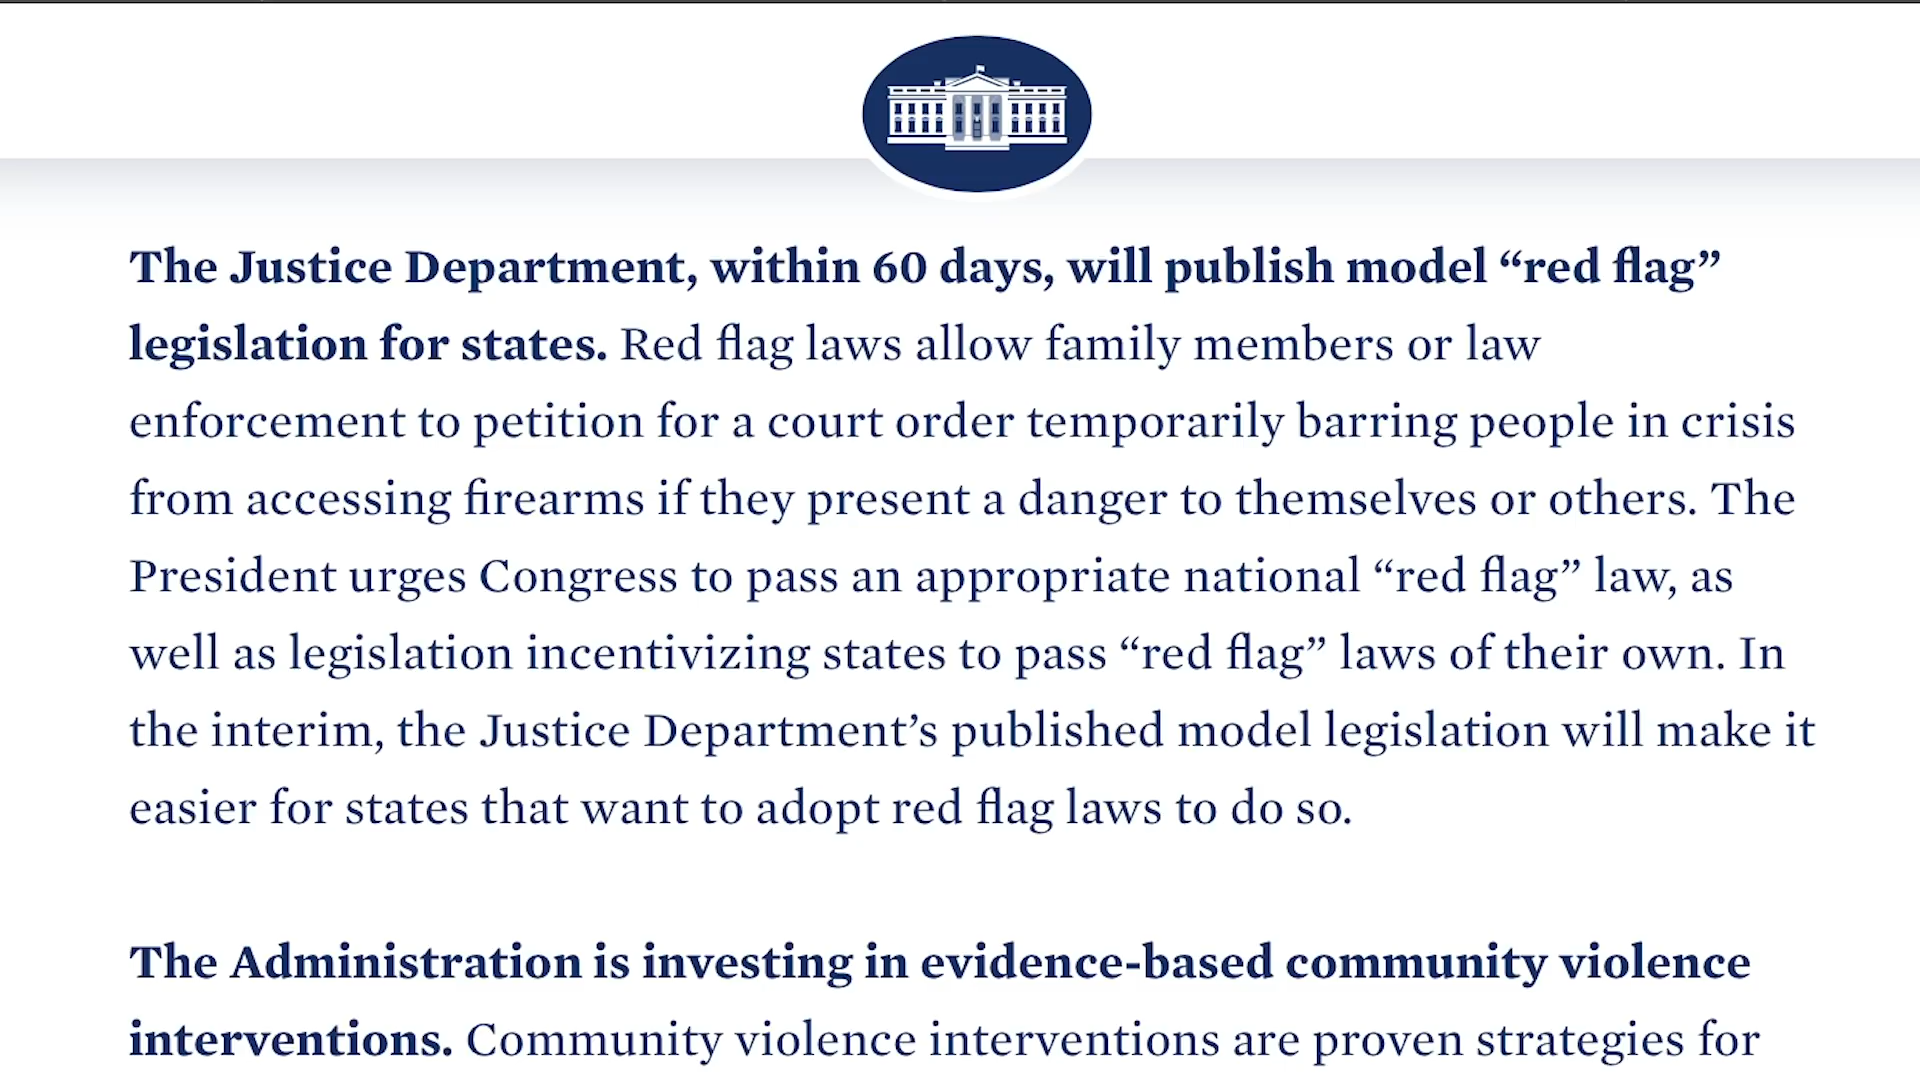 The Justice Department, within 60 days, will publish model “red flag”
legislation for states. Red flag laws allow family members or law
enforcement to petition for a court order temporarily barring people in crisis
from accessing firearms if they present a danger to themselves or others. The
President urges Congress to pass an appropriate national “red flag” law, as
well as legislation incentivizing states to pass “red flag” laws of their own. In
the interim, the Justice Department’s published model legislation will make it
easier for states that want to adopt red flag laws to do so.
The Administration is investing in evidence-based community violence
interventions. Community violence interventions are proven strategies for